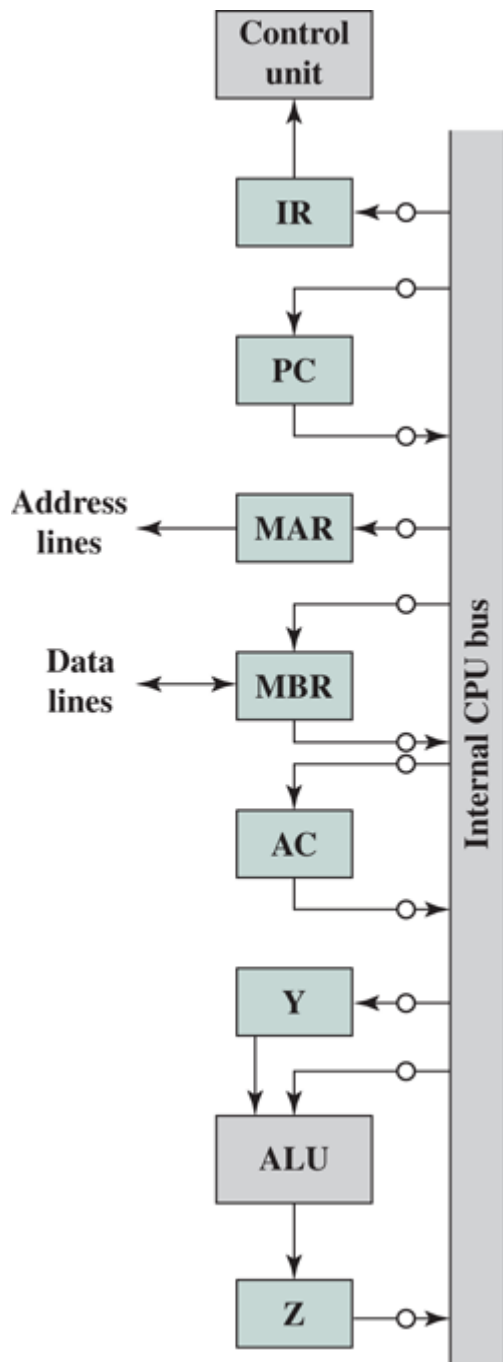 Control
unit
IR
PC
Address
lines
MAR
Data
lines
MBR
Internal CPU bus
AC
Y
ALU
Z